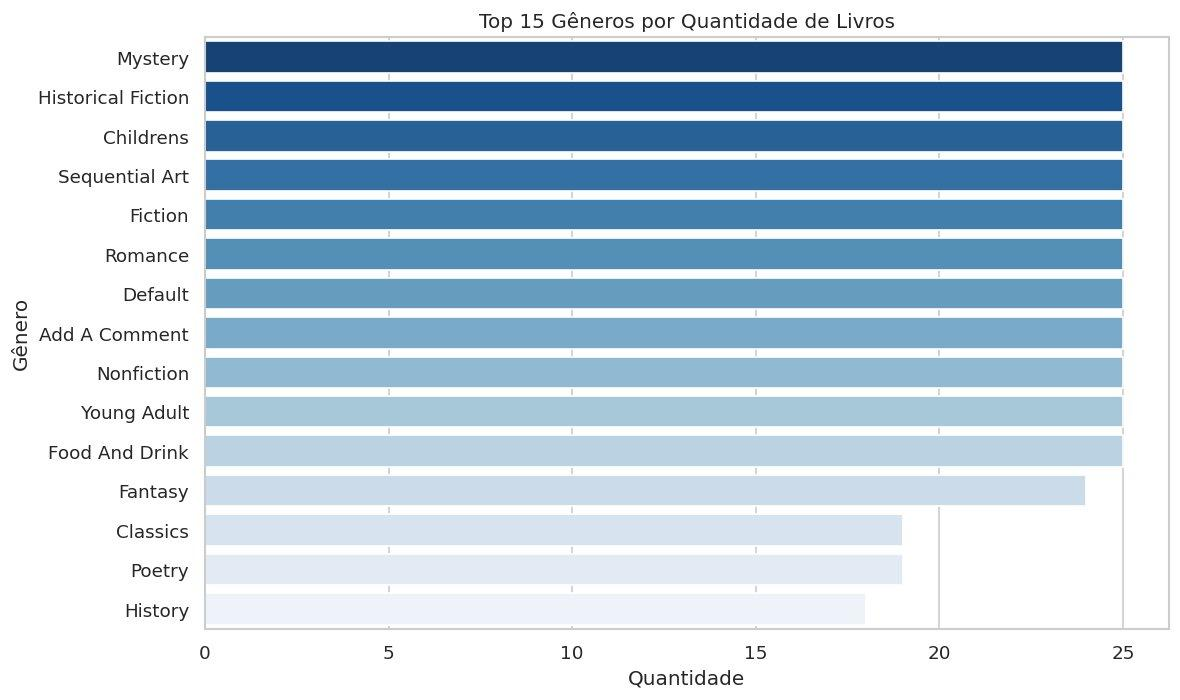 Top 15 Gêneros por Quantidade de Livros
Gênero
Mystery
Historical Fiction
Childrens
Sequential Art
Fiction
Romance
Default
Add A Comment
Nonfiction
Young Adult
Food And Drink
Fantasy
Classics
Poetry
History
0 5 10 15 20 25
Quantidade